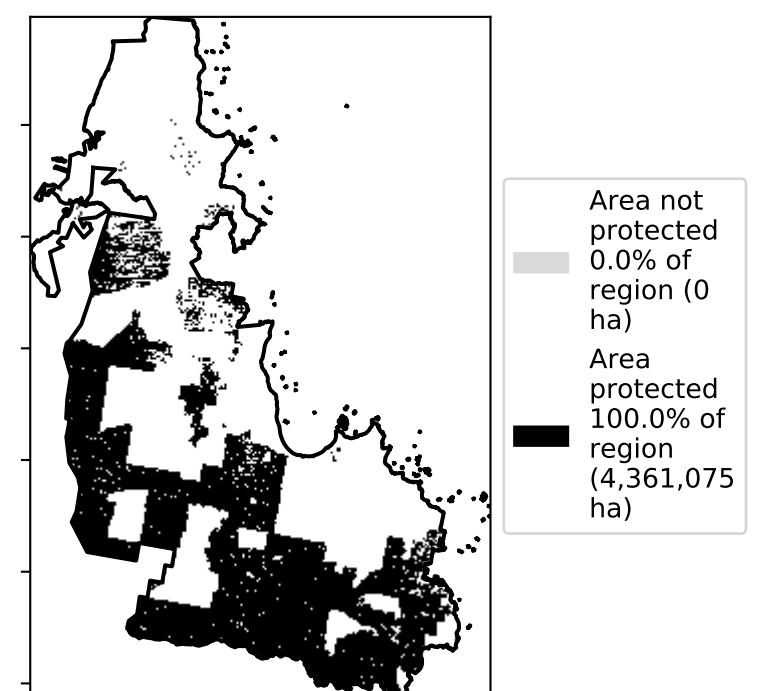 Area not
protected
0.0% of
region (0
ha)
Area
protected
100.0% of
region
(4,361,075
ha)